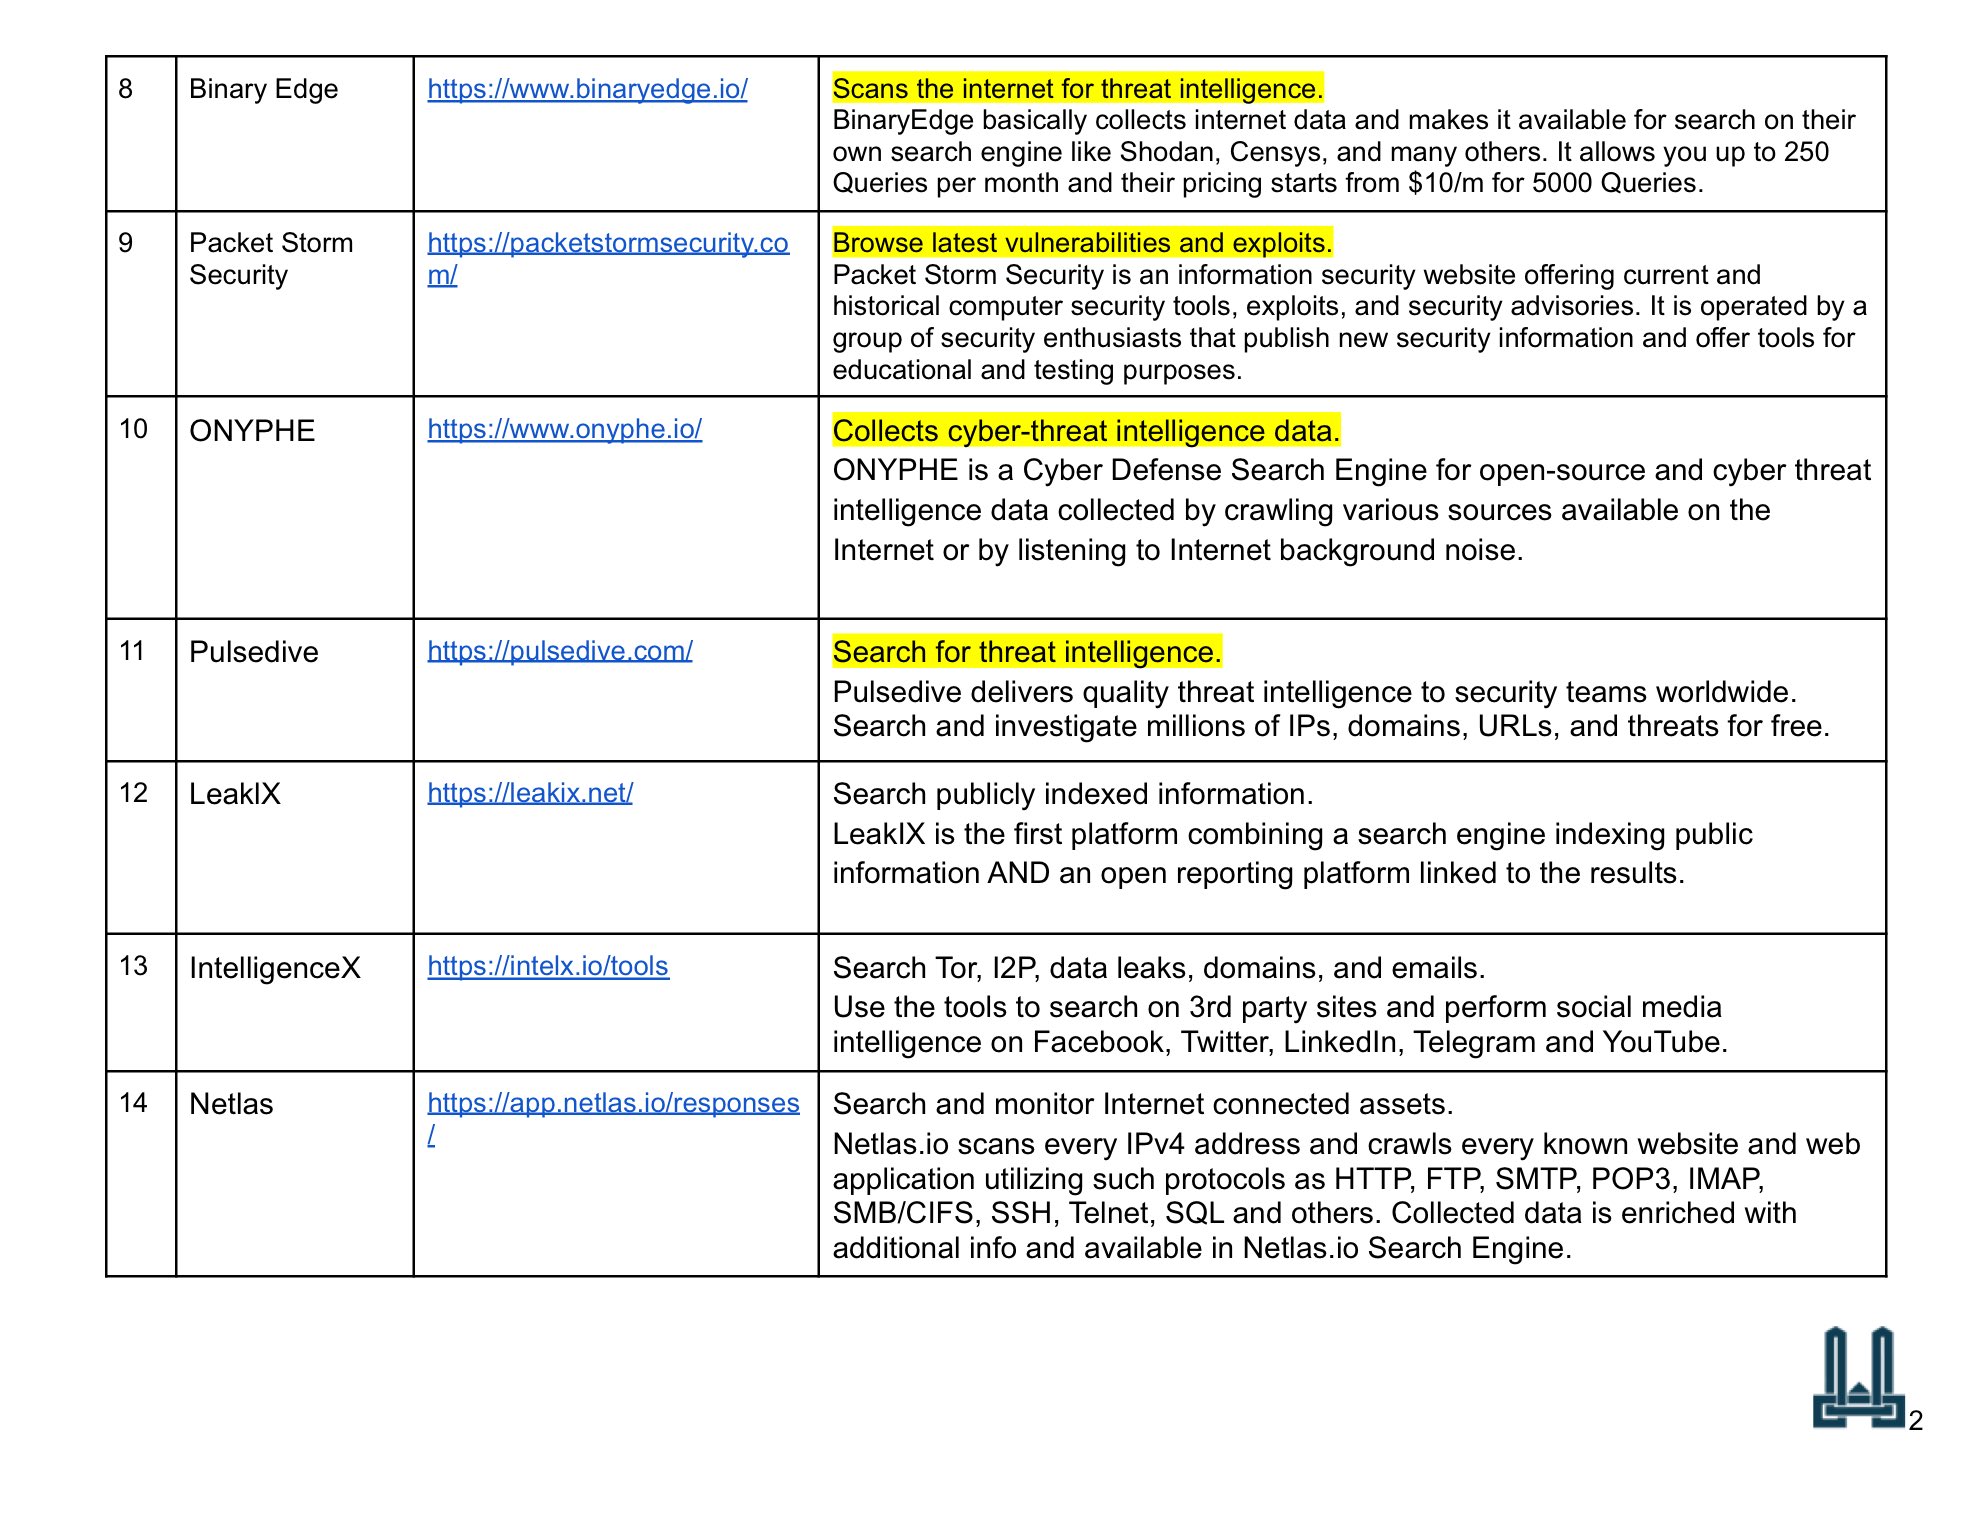 8 Binary Edge https://www.binaryedge.io/ Scans the internet for threat intelligence.
BinaryEdge basically collects internet data and makes it available for search on their
own search engine like Shodan, Censys, and many others. It allows you up to 250
Queries per month and their pricing starts from $10/m for 5000 Queries.
9 Packet Storm https://packetstormsecurity.co Browse latest vulnerabilities and exploits.
Security m/ Packet Storm Security is an information security website offering current and
historical computer security tools, exploits, and security advisories. It is operated by a
group of security enthusiasts that publish new security information and offer tools for
educational and testing purposes.
10 ONYPHE https://www.onyphe.io/ Collects cyber-threat intelligence data.
ONYPHE is a Cyber Defense Search Engine for open-source and cyber threat
intelligence data collected by crawling various sources available on the
Internet or by listening to Internet background noise.
11 Pulsedive https://pulsedive.com/ Search for threat intelligence.
Pulsedive delivers quality threat intelligence to security teams worldwide.
Search and investigate millions of IPs, domains, URLs, and threats for free.
12 LeakIX https://leakix.net/ Search publicly indexed information.
LeakIX is the first platform combining a search engine indexing public
information AND an open reporting platform linked to the results.
13 IntelligenceX https://intelx.io/tools Search Tor, I2P, data leaks, domains, and emails.
Use the tools to search on 3rd party sites and perform social media
intelligence on Facebook, Twitter, LinkedIn, Telegram and YouTube.
14 Netlas https://app.netlas.io/responses Search and monitor Internet connected assets.
/ Netlas.io scans every IPv4 address and crawls every known website and web
application utilizing such protocols as HTTP, FTP, SMTP, POP3, IMAP,
SMB/CIFS, SSH, Telnet, SQL and others. Collected data is enriched with
additional info and available in Netlas.io Search Engine.
2